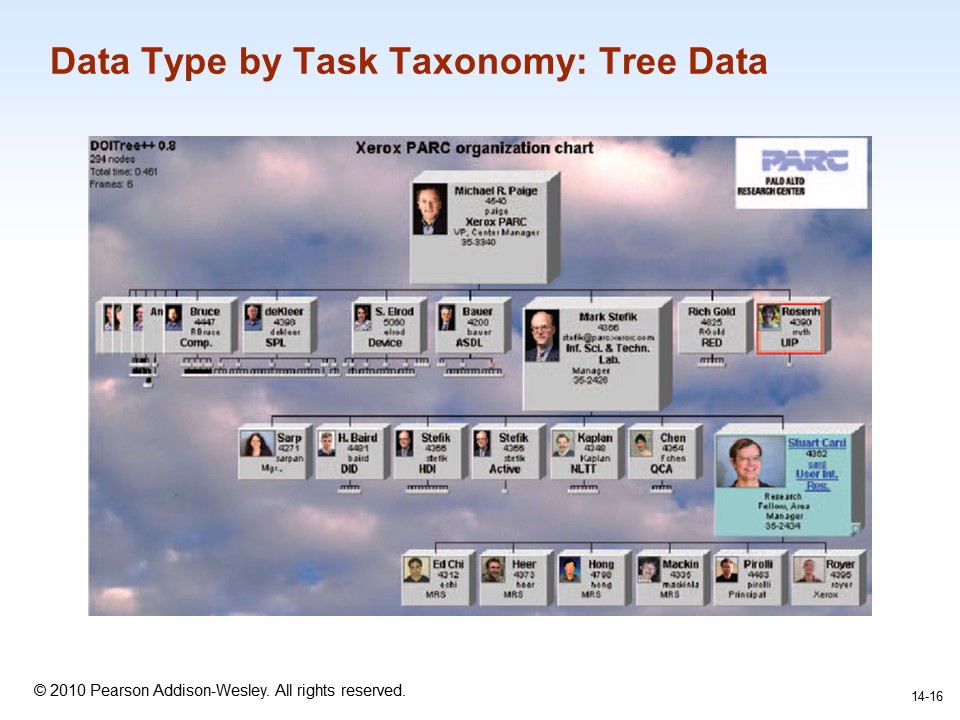 Data Type by Task Taxonomy: Tree Data
DOITree++ 0.8
294 nodes
Total time: 0.461
Frames: 6
Xerox PARC organization chart
PARC
PALO ALTO
RESEARCH CENTER
Michael R. Paige
4640
paige
Xerox PARC
VP, Center Manager
35-3340
An
Bruce
4447
RBruce
Comp.
deKleer
4398
dekleer
SPL
S. Elrod
5060
elrod
Device
Bauer
4200
bauer
ASDL
Mark Stefik
4366
stefik@parc.xerox.com
Inf. Sci. & Techn.
Lab.
Manager
35-2426
Rich Gold
4825
RGold
RED
Rosenh
4390
ruth
UIP
Sarp
4271
sarpan
Mgr.,
H. Baird
4491
baird
DID
Stefik
4366
stefik
HDI
Stefik
4366
stefik
Active
Kaplan
4348
Kaplan
NLTT
Chen
4364
Fchen
QCA
Stuart Card
4362
card
User Int.
Res.
Research
Fellow, Area
Manager
35-2434
Ed Chi
4312
echi
MRS
Heer
4373
heer
MRS
Hong
4798
hong
MRS
Mackin
4335
mackinla
MRS
Pirolli
4483
pirolli
Principal
Royer
4395
royer
Xerox
© 2010 Pearson Addison-Wesley. All rights reserved.
14-16